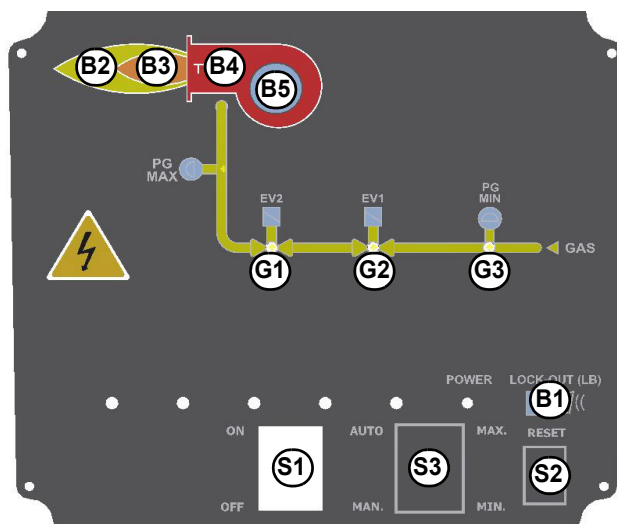 B2 B3 T B4
B5
PG
MAX
EV2 EV1 PG
MIN
GAS
G1 G2 G3
POWER LOCK-OUT (LB)
B1
ON AUTO MAX. RESET
S1 S3 S2
OFF MAN. MIN.